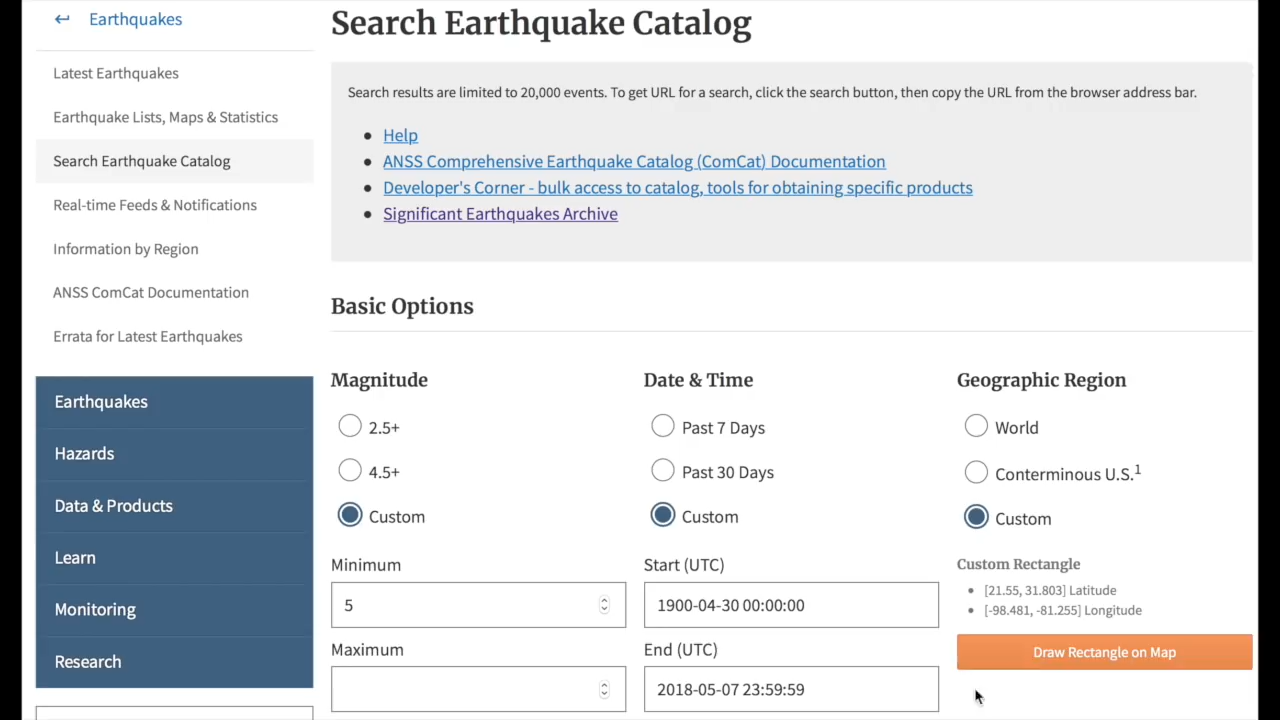 ↩ Earthquakes
Latest Earthquakes
Earthquake Lists, Maps & Statistics
Search Earthquake Catalog
Real-time Feeds & Notifications
Information by Region
ANSS ComCat Documentation
Errata for Latest Earthquakes
Earthquakes
Hazards
Data & Products
Learn
Monitoring
Research
Search Earthquake Catalog
Search results are limited to 20,000 events. To get URL for a search, click the search button, then copy the URL from the browser address bar.
• Help
• ANSS Comprehensive Earthquake Catalog (ComCat) Documentation
• Developer's Corner - bulk access to catalog, tools for obtaining specific products
• Significant Earthquakes Archive
Basic Options
Magnitude
2.5+
4.5+
Custom
Minimum
5
Maximum
Date & Time
Past 7 Days
Past 30 Days
Custom
Start (UTC)
1900-04-30 00:00:00
End (UTC)
2018-05-07 23:59:59
Geographic Region
World
Conterminous U.S.¹
Custom
Custom Rectangle
• [21.55, 31.803] Latitude
• [-98.481, -81.255] Longitude
Draw Rectangle on Map